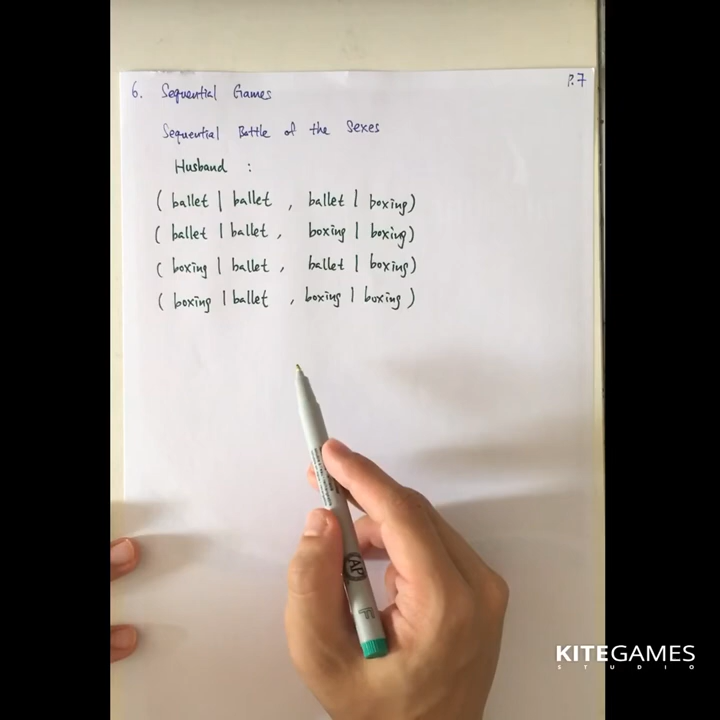 6. Sequential Games
P.7
Sequential Battle of the Sexes
Husband :
( ballet | ballet , ballet | boxing)
( ballet | ballet , boxing | boxing)
( boxing | ballet , ballet | boxing)
( boxing | ballet , boxing | boxing )
AP
F
KITEGAMES
STUDIO